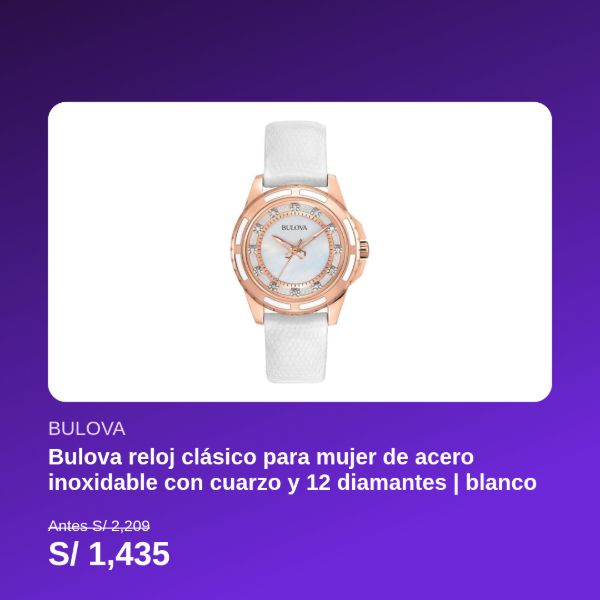 BULOVA
BULOVA
Bulova reloj clásico para mujer de acero
inoxidable con cuarzo y 12 diamantes | blanco
Antes S/ 2,209
S/ 1,435